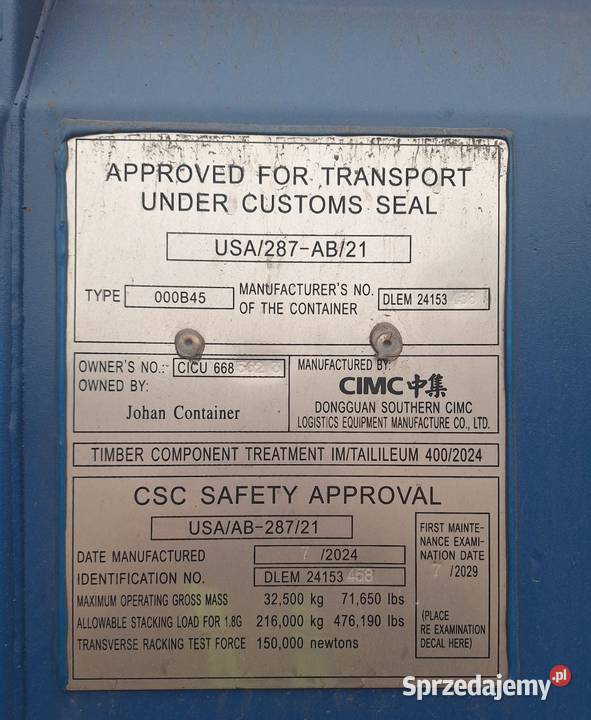 APPROVED FOR TRANSPORT
UNDER CUSTOMS SEAL
USA/287-AB/21
TYPE 000B45
MANUFACTURER'S NO. OF THE CONTAINER DLEM 24153
OWNER'S NO.: CICU 668
OWNED BY:
Johan Container
MANUFACTURED BY:
CIMC中集
DONGGUAN SOUTHERN CIMC
LOGISTICS EQUIPMENT MANUFACTURE CO., LTD.
TIMBER COMPONENT TREATMENT IM/TAILILEUM 400/2024
CSC SAFETY APPROVAL
USA/AB-287/21
DATE MANUFACTURED 7 /2024
IDENTIFICATION NO. DLEM 24153 458
MAXIMUM OPERATING GROSS MASS 32,500 kg 71,650 lbs
ALLOWABLE STACKING LOAD FOR 1.8G 216,000 kg 476,190 lbs
TRANSVERSE RACKING TEST FORCE 150,000 newtons
FIRST MAINTE-
NANCE EXAMI-
NATION DATE
7 /2029
(PLACE
RE EXAMINATION
DECAL HERE)
Sprzedajemy.pl